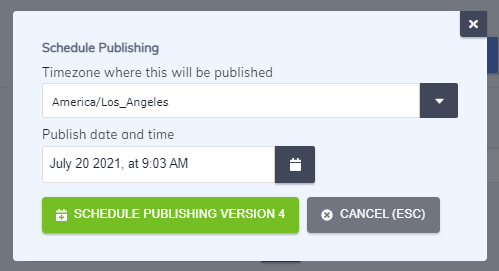 Schedule Publishing
Timezone where this will be published
America/Los_Angeles
Publish date and time
July 20 2021, at 9:03 AM
SCHEDULE PUBLISHING VERSION 4
CANCEL (ESC)